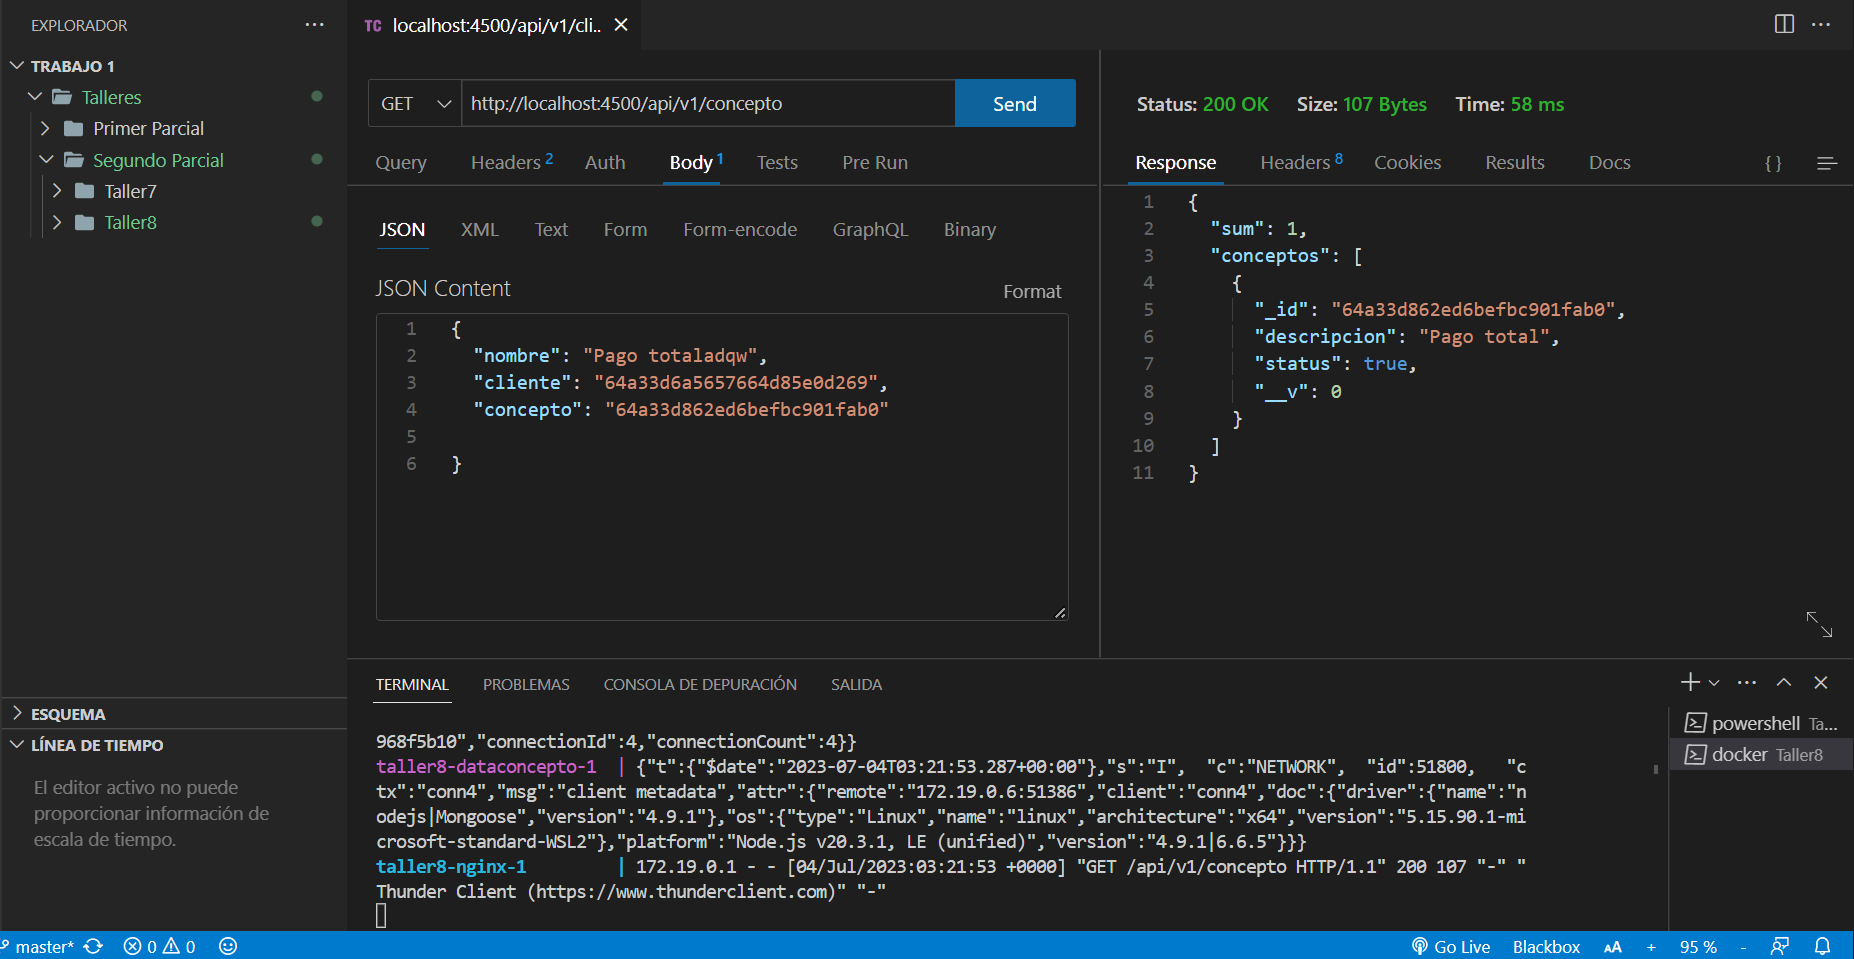 EXPLORADOR
TRABAJO 1
Talleres
Primer Parcial
Segundo Parcial
Taller7
Taller8
ESQUEMA
LÍNEA DE TIEMPO
El editor activo no puede
proporcionar información de
escala de tiempo.
TC localhost:4500/api/v1/cli..
GET http://localhost:4500/api/v1/concepto Send
Query Headers 2 Auth Body 1 Tests Pre Run
JSON XML Text Form Form-encode GraphQL Binary
JSON Content Format
1 {
2 "nombre": "Pago totaladqw",
3 "cliente": "64a33d6a5657664d85e0d269",
4 "concepto": "64a33d862ed6befbc901fab0"
5
6 }
Status: 200 OK Size: 107 Bytes Time: 58 ms
Response Headers 8 Cookies Results Docs { }
1 {
2 "sum": 1,
3 "conceptos": [
4 {
5 "_id": "64a33d862ed6befbc901fab0",
6 "descripcion": "Pago total",
7 "status": true,
8 "__v": 0
9 }
10 ]
11 }
TERMINAL PROBLEMAS CONSOLA DE DEPURACIÓN SALIDA
968f5b10","connectionId":4,"connectionCount":4}}
taller8-dataconcepto-1 | {"t":{"$date":"2023-07-04T03:21:53.287+00:00"},"s":"I", "c":"NETWORK", "id":51800, "c
tx":"conn4","msg":"client metadata","attr":{"remote":"172.19.0.6:51386","client":"conn4","doc":{"driver":{"name":"n
odejs|Mongoose","version":"4.9.1"},"os":{"type":"Linux","name":"linux","architecture":"x64","version":"5.15.90.1-mi
crosoft-standard-WSL2"},"platform":"Node.js v20.3.1, LE (unified)","version":"4.9.1|6.6.5"}}}
taller8-nginx-1 | 172.19.0.1 - - [04/Jul/2023:03:21:53 +0000] "GET /api/v1/concepto HTTP/1.1" 200 107 "-" "
Thunder Client (https://www.thunderclient.com)" "-"
powershell Ta...
docker Taller8
master* 0 0
Go Live Blackbox AA + 95 % -